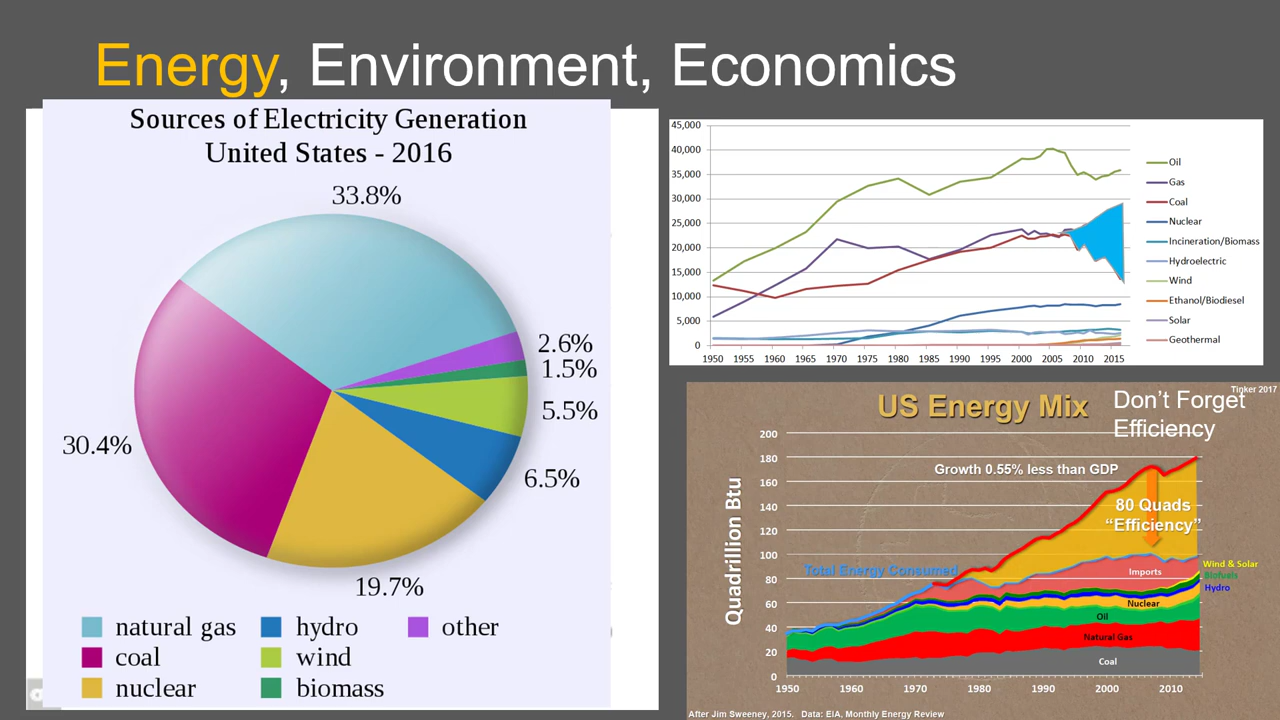 Energy, Environment, Economics
Sources of Electricity Generation
United States - 2016
33.8%
2.6%
1.5%
5.5%
6.5%
19.7%
30.4%
natural gas
hydro
other
coal
wind
nuclear
biomass
45,000
40,000
35,000
30,000
25,000
20,000
15,000
10,000
5,000
0
1950 1955 1960 1965 1970 1975 1980 1985 1990 1995 2000 2005 2010 2015
Oil
Gas
Coal
Nuclear
Incineration/Biomass
Hydroelectric
Wind
Ethanol/Biodiesel
Solar
Geothermal
Tinker 2017
US Energy Mix
Don’t Forget
Efficiency
Quadrillion Btu
200
180
160
140
120
100
80
60
40
20
0
Growth 0.55% less than GDP
80 Quads
“Efficiency”
Total Energy Consumed
Imports
Wind & Solar
Biofuels
Hydro
Nuclear
Oil
Natural Gas
Coal
1950 1960 1970 1980 1990 2000 2010
After Jim Sweeney, 2015. Data: EIA, Monthly Energy Review